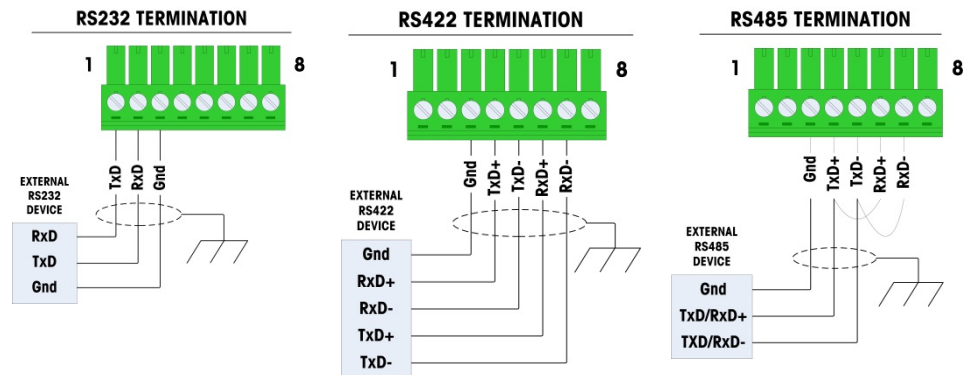 RS232 TERMINATION
1
8
TxD
RxD
Gnd
EXTERNAL
RS232
DEVICE
RxD
TxD
Gnd
RS422 TERMINATION
1
8
Gnd
TxD+
TxD-
RxD+
RxD-
EXTERNAL
RS422
DEVICE
Gnd
RxD+
RxD-
TxD+
TxD-
RS485 TERMINATION
1
8
Gnd
TxD+
TxD-
RxD+
RxD-
EXTERNAL
RS485
DEVICE
Gnd
TxD/RxD+
TXD/RxD-